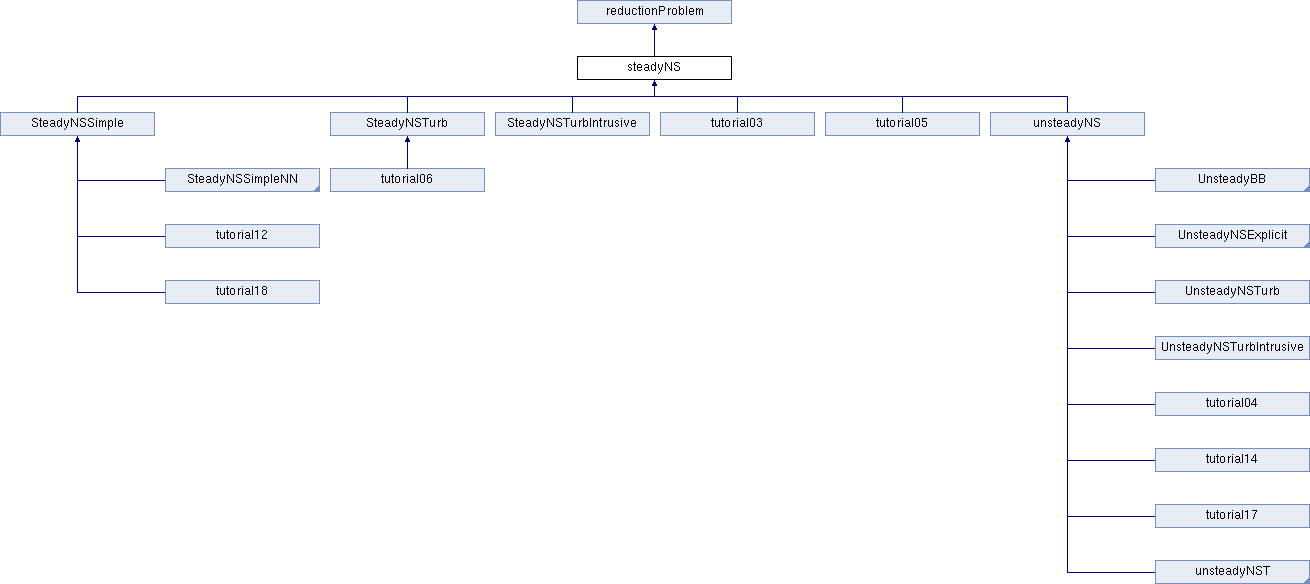 reductionProblem
steadyNS
SteadyNSSimple
SteadyNSTurb
SteadyNSTurbIntrusive
tutorial03
tutorial05
unsteadyNS
SteadyNSSimpleNN
tutorial06
UnsteadyBB
tutorial12
UnsteadyNSExplicit
tutorial18
UnsteadyNSTurb
UnsteadyNSTurbIntrusive
tutorial04
tutorial14
tutorial17
unsteadyNST